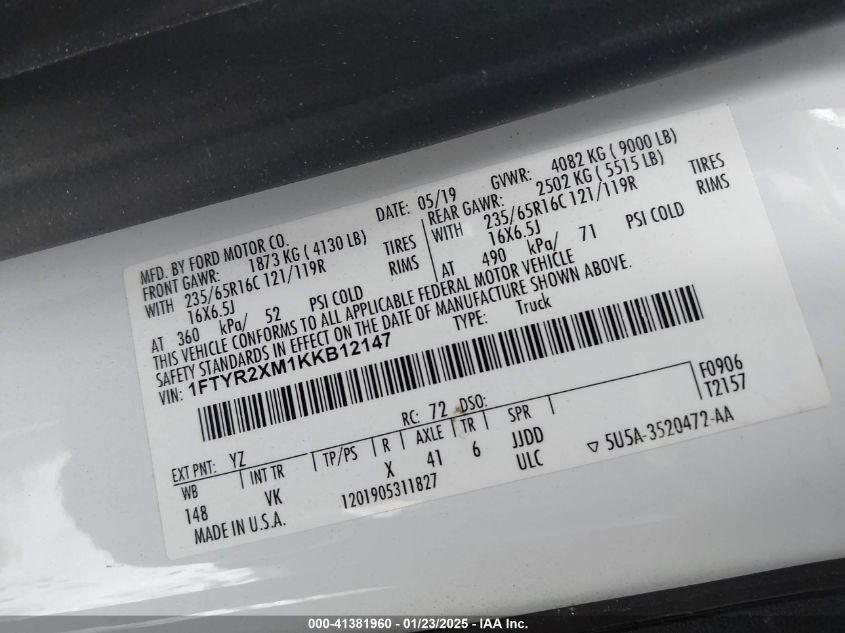 MFD. BY FORD MOTOR CO. DATE: 05/19 GVWR: 4082 KG ( 9000 LB)
FRONT GAWR: 1873 KG ( 4130 LB) REAR GAWR: 2502 KG ( 5515 LB)
WITH 235/65R16C 121/119R TIRES WITH 235/65R16C 121/119R TIRES
16X6.5J RIMS 16X6.5J RIMS
AT 360 kPa/ 52 PSI COLD AT 490 kPa/ 71 PSI COLD
THIS VEHICLE CONFORMS TO ALL APPLICABLE FEDERAL MOTOR VEHICLE
SAFETY STANDARDS IN EFFECT ON THE DATE OF MANUFACTURE SHOWN ABOVE.
VIN: 1FTYR2XM1KKB12147 TYPE: Truck
F0906
T2157
EXT PNT: YZ RC: 72 DSO:
WB INT TR TP/PS R AXLE TR SPR
148 VK X 41 6 JJDD
ULC
▽ 5U5A-3520472-AA
MADE IN U.S.A. 1201905311827
000-41381960 - 01/23/2025 - IAA Inc.